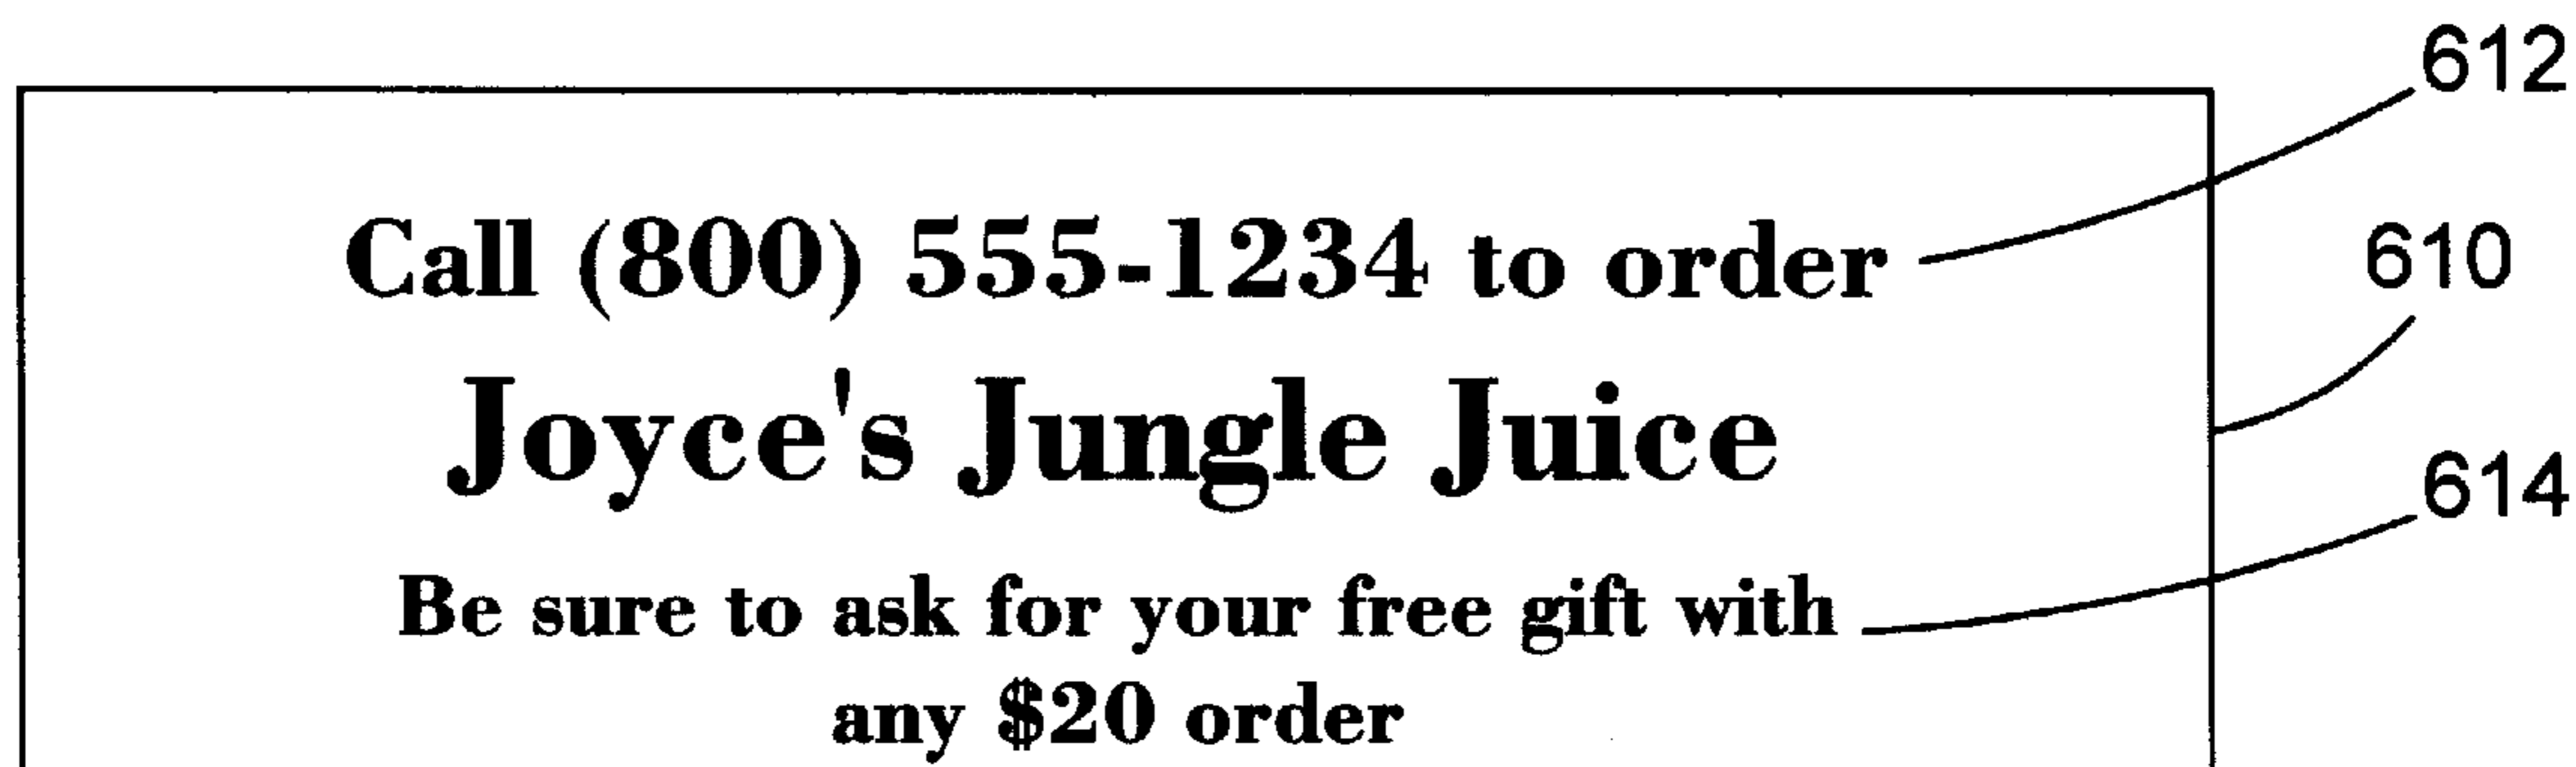 612
Call (800) 555-1234 to order
610
Joyce's Jungle Juice
614
Be sure to ask for your free gift with
any $20 order